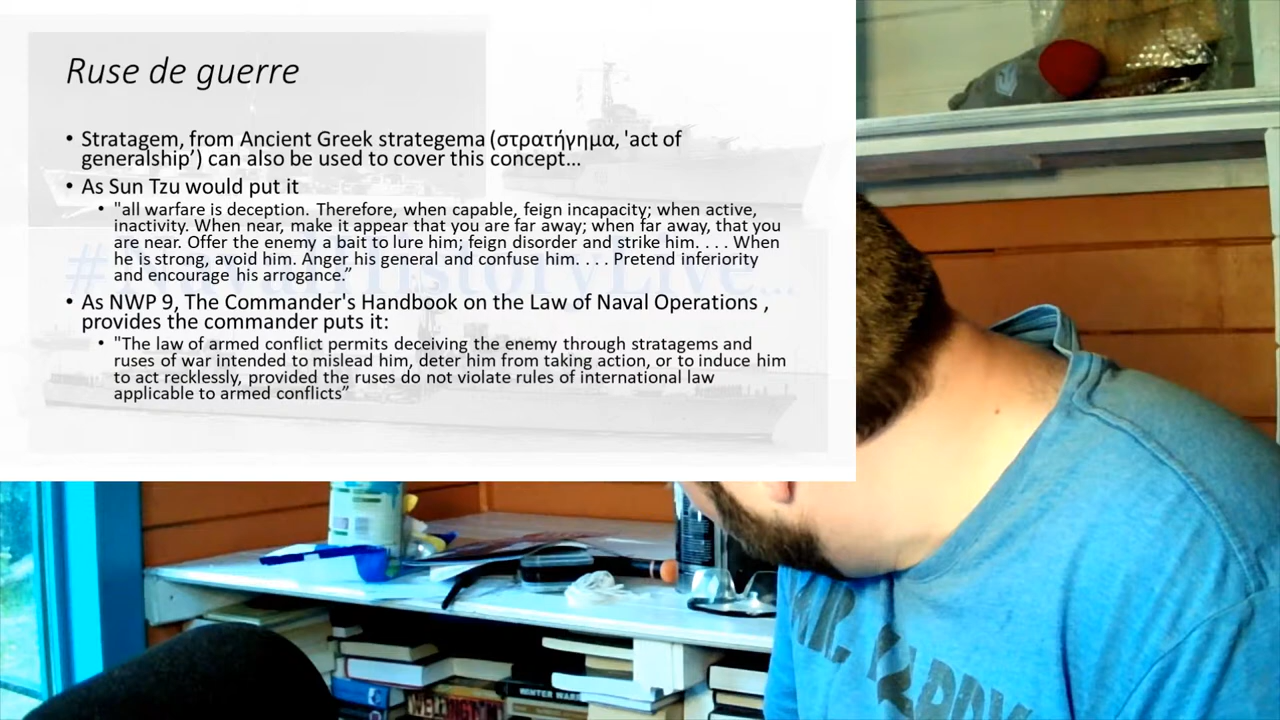 Ruse de guerre
• Stratagem, from Ancient Greek strategema (στρατήγημα, 'act of
generalship’) can also be used to cover this concept…
• As Sun Tzu would put it
• "all warfare is deception. Therefore, when capable, feign incapacity; when active,
inactivity. When near, make it appear that you are far away; when far away, that you
are near. Offer the enemy a bait to lure him; feign disorder and strike him. . . . When
he is strong, avoid him. Anger his general and confuse him. . . . Pretend inferiority
and encourage his arrogance.”
• As NWP 9, The Commander's Handbook on the Law of Naval Operations ,
provides the commander puts it:
• "The law of armed conflict permits deceiving the enemy through stratagems and
ruses of war intended to mislead him, deter him from taking action, or to induce him
to act recklessly, provided the ruses do not violate rules of international law
applicable to armed conflicts”
#NavalHistoryLive...
WELLINGTON
WINTER WAR
MR.